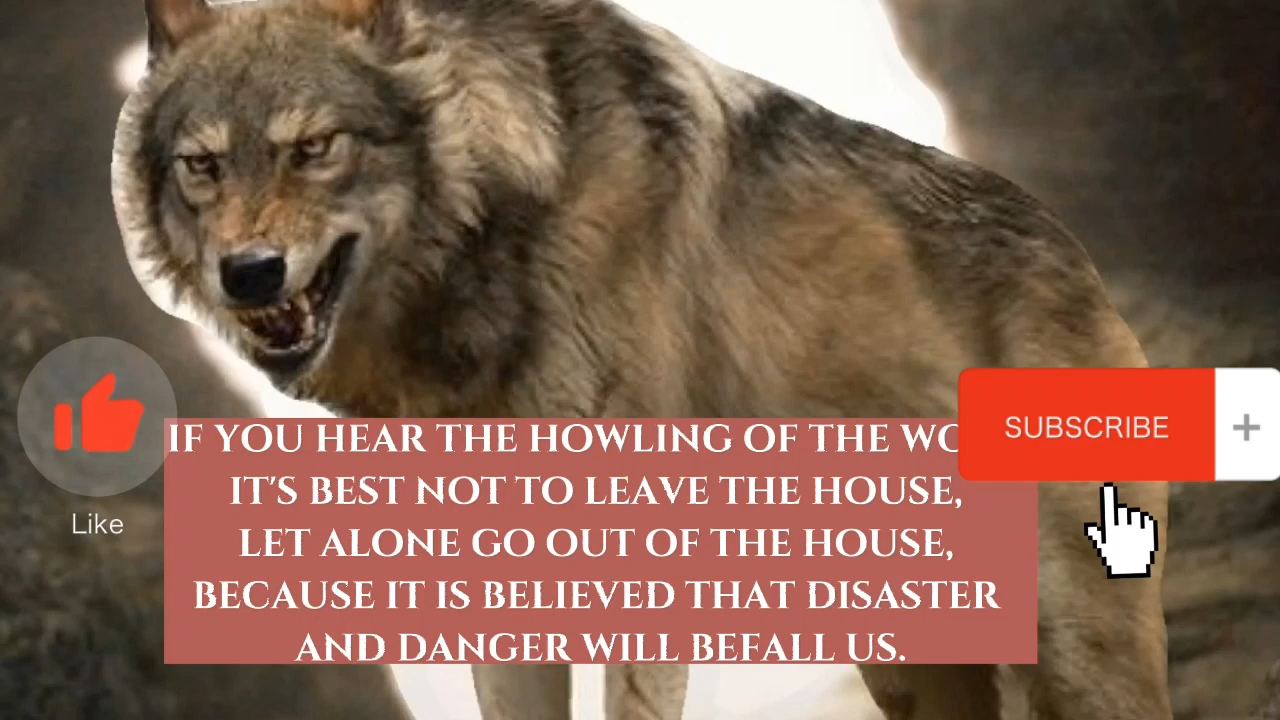 IF YOU HEAR THE HOWLING OF THE
IT'S BEST NOT TO LEAVE THE HOUSE,
LET ALONE GO OUT OF THE HOUSE,
BECAUSE IT IS BELIEVED THAT DISASTER
AND DANGER WILL BEFALL US.
SUBSCRIBE
+
Like